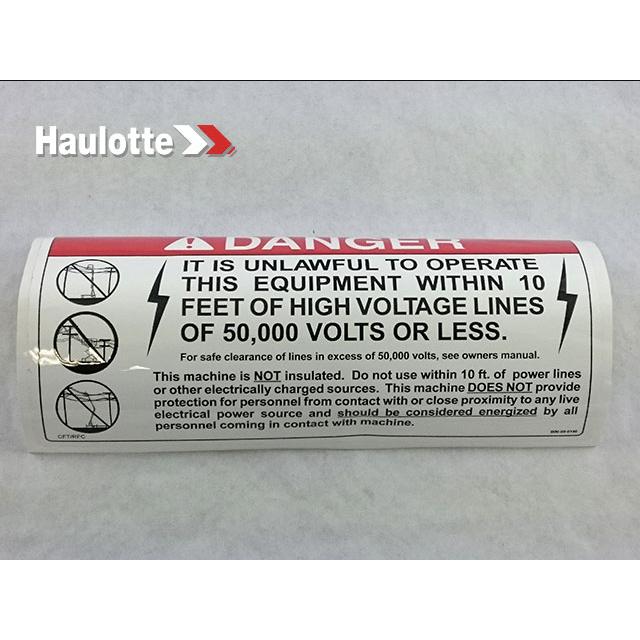 Haulotte
DANGER
IT IS UNLAWFUL TO OPERATE
THIS EQUIPMENT WITHIN 10
FEET OF HIGH VOLTAGE LINES
OF 50,000 VOLTS OR LESS.
For safe clearance of lines in excess of 50,000 volts, see owners manual.
This machine is NOT insulated. Do not use within 10 ft. of power lines
or other electrically charged sources. This machine DOES NOT provide
protection for personnel from contact with or close proximity to any live
electrical power source and should be considered energized by all
personnel coming in contact with machine.